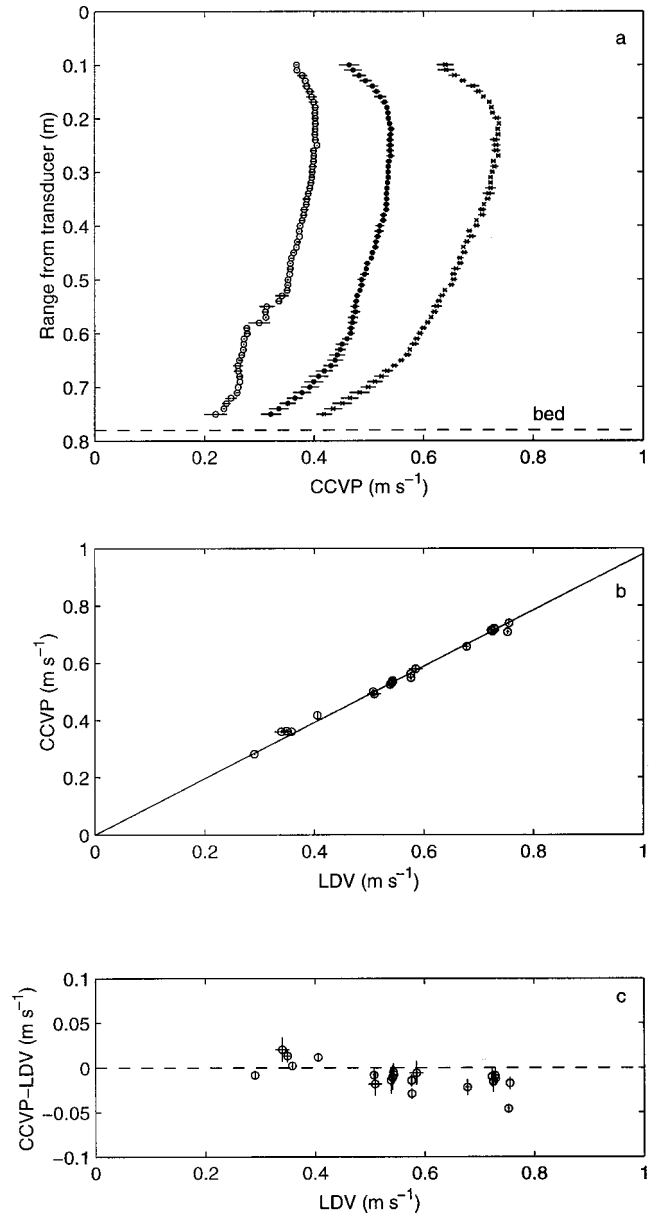 0
0.1
0.2
0.3
0.4
0.5
0.6
0.7
0.8
Range from transducer (m)
a
bed
0 0.2 0.4 0.6 0.8 1
CCVP (m s⁻¹)
1
0.8
0.6
0.4
0.2
0
CCVP (m s⁻¹)
b
0 0.2 0.4 0.6 0.8 1
LDV (m s⁻¹)
0.1
0.05
0
−0.05
−0.1
CCVP−LDV (m s⁻¹)
c
0 0.2 0.4 0.6 0.8 1
LDV (m s⁻¹)